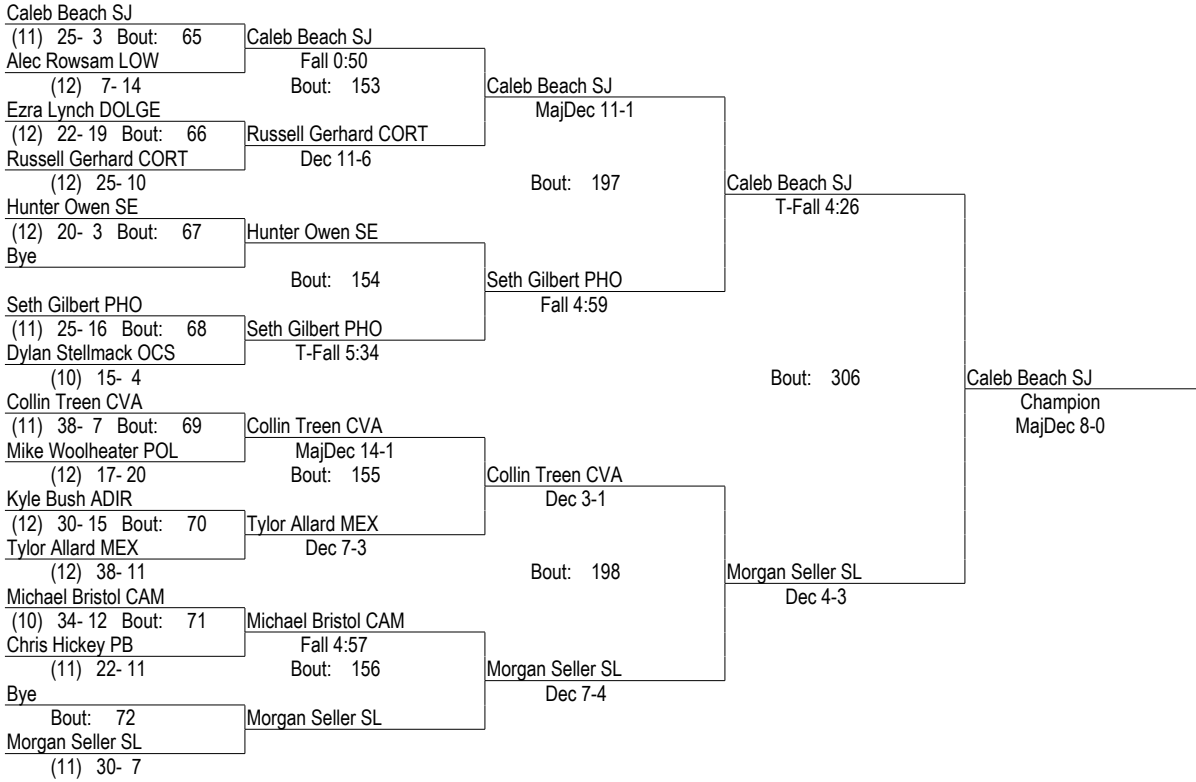 Caleb Beach SJ
(11) 25- 3 Bout: 65 Caleb Beach SJ
Alec Rowsam LOW Fall 0:50
(12) 7- 14 Bout: 153 Caleb Beach SJ
Ezra Lynch DOLGE MajDec 11-1
(12) 22- 19 Bout: 66 Russell Gerhard CORT
Russell Gerhard CORT Dec 11-6
(12) 25- 10 Bout: 197 Caleb Beach SJ
Hunter Owen SE T-Fall 4:26
(12) 20- 3 Bout: 67 Hunter Owen SE
Bye
Bout: 154 Seth Gilbert PHO
Seth Gilbert PHO Fall 4:59
(11) 25- 16 Bout: 68 Seth Gilbert PHO
Dylan Stellmack OCS T-Fall 5:34
(10) 15- 4 Bout: 306 Caleb Beach SJ
Collin Treen CVA Champion
(11) 38- 7 Bout: 69 Collin Treen CVA MajDec 8-0
Mike Woolheater POL MajDec 14-1
(12) 17- 20 Bout: 155 Collin Treen CVA
Kyle Bush ADIR Dec 3-1
(12) 30- 15 Bout: 70 Tylor Allard MEX
Tylor Allard MEX Dec 7-3
(12) 38- 11 Bout: 198 Morgan Seller SL
Michael Bristol CAM Dec 4-3
(10) 34- 12 Bout: 71 Michael Bristol CAM
Chris Hickey PB Fall 4:57
(11) 22- 11 Bout: 156 Morgan Seller SL
Bye Dec 7-4
Bout: 72 Morgan Seller SL
Morgan Seller SL
(11) 30- 7